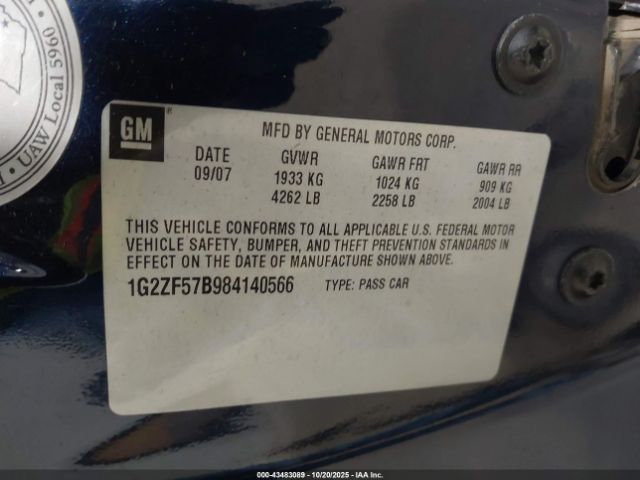 UAW Local 5960
GM
MFD BY GENERAL MOTORS CORP.
DATE GVWR GAWR FRT GAWR RR
09/07 1933 KG 1024 KG 909 KG
4262 LB 2258 LB 2004 LB
THIS VEHICLE CONFORMS TO ALL APPLICABLE U.S. FEDERAL MOTOR
VEHICLE SAFETY, BUMPER, AND THEFT PREVENTION STANDARDS IN
EFFECT ON THE DATE OF MANUFACTURE SHOWN ABOVE.
1G2ZF57B984140566 TYPE: PASS CAR
000-43483089 - 10/20/2025 - IAAC